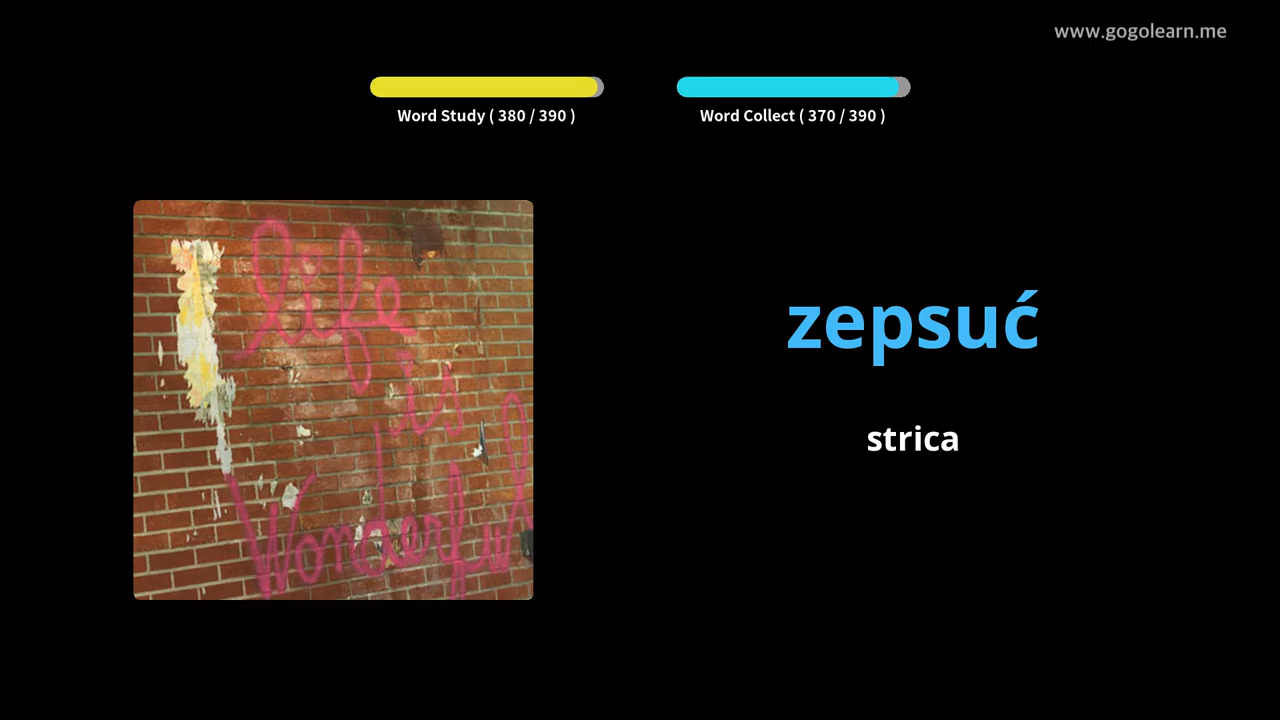 www.gogolearn.me
Word Study ( 380 / 390 )
Word Collect ( 370 / 390 )
life
is
Wonderful
zepsuć
strica